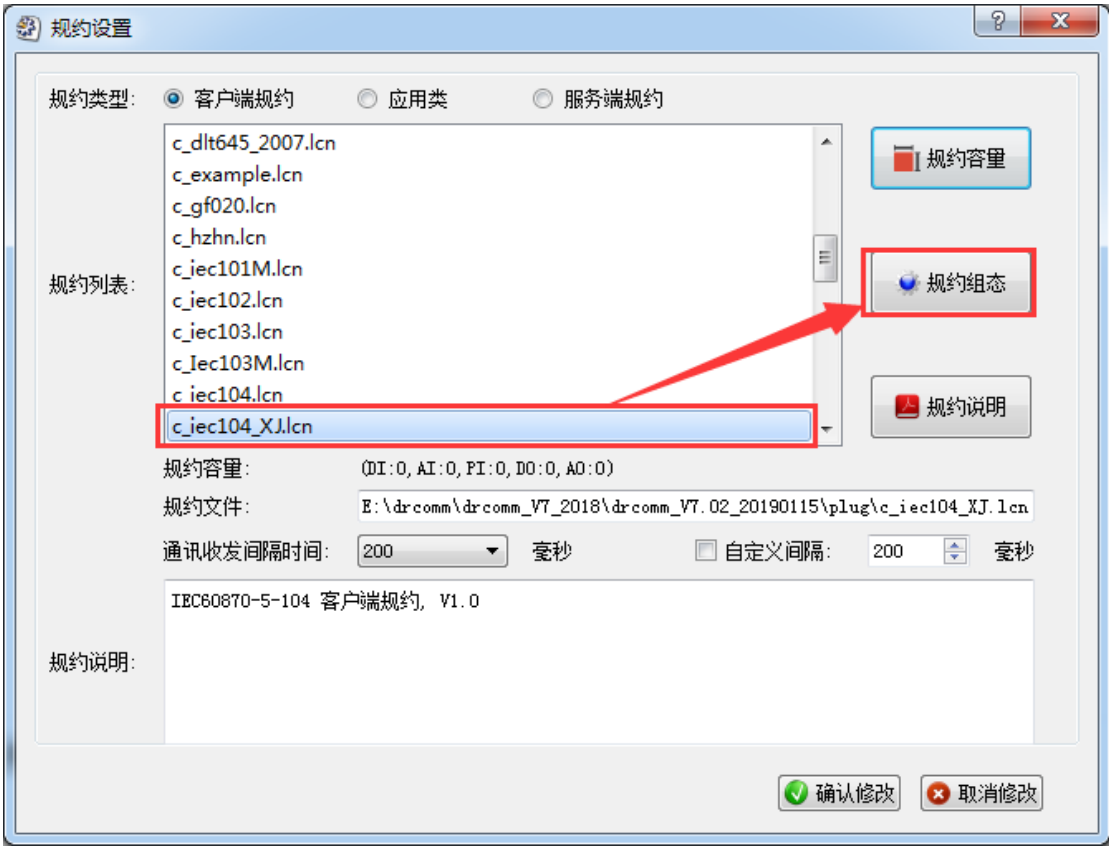 规约设置
规约类型: 客户端规约 应用类 服务端规约
c_dlt645_2007.lcn
c_example.lcn
规约容量
c_gf020.lcn
c_hzhn.lcn
c_iec101M.lcn
规约列表:
规约组态
c_iec102.lcn
c_iec103.lcn
c_Iec103M.lcn
c_iec104.lcn
规约说明
c_iec104_XJ.lcn
规约容量: (DI:0, AI:0, PI:0, DO:0, AO:0)
规约文件: E:\drcomm\drcomm_V7_2018\drcomm_V7.02_20190115\plug\c_iec104_XJ.lcn
通讯收发间隔时间: 200 毫秒 自定义间隔: 200 毫秒
IEC60870-5-104 客户端规约, V1.0
规约说明:
确认修改 取消修改